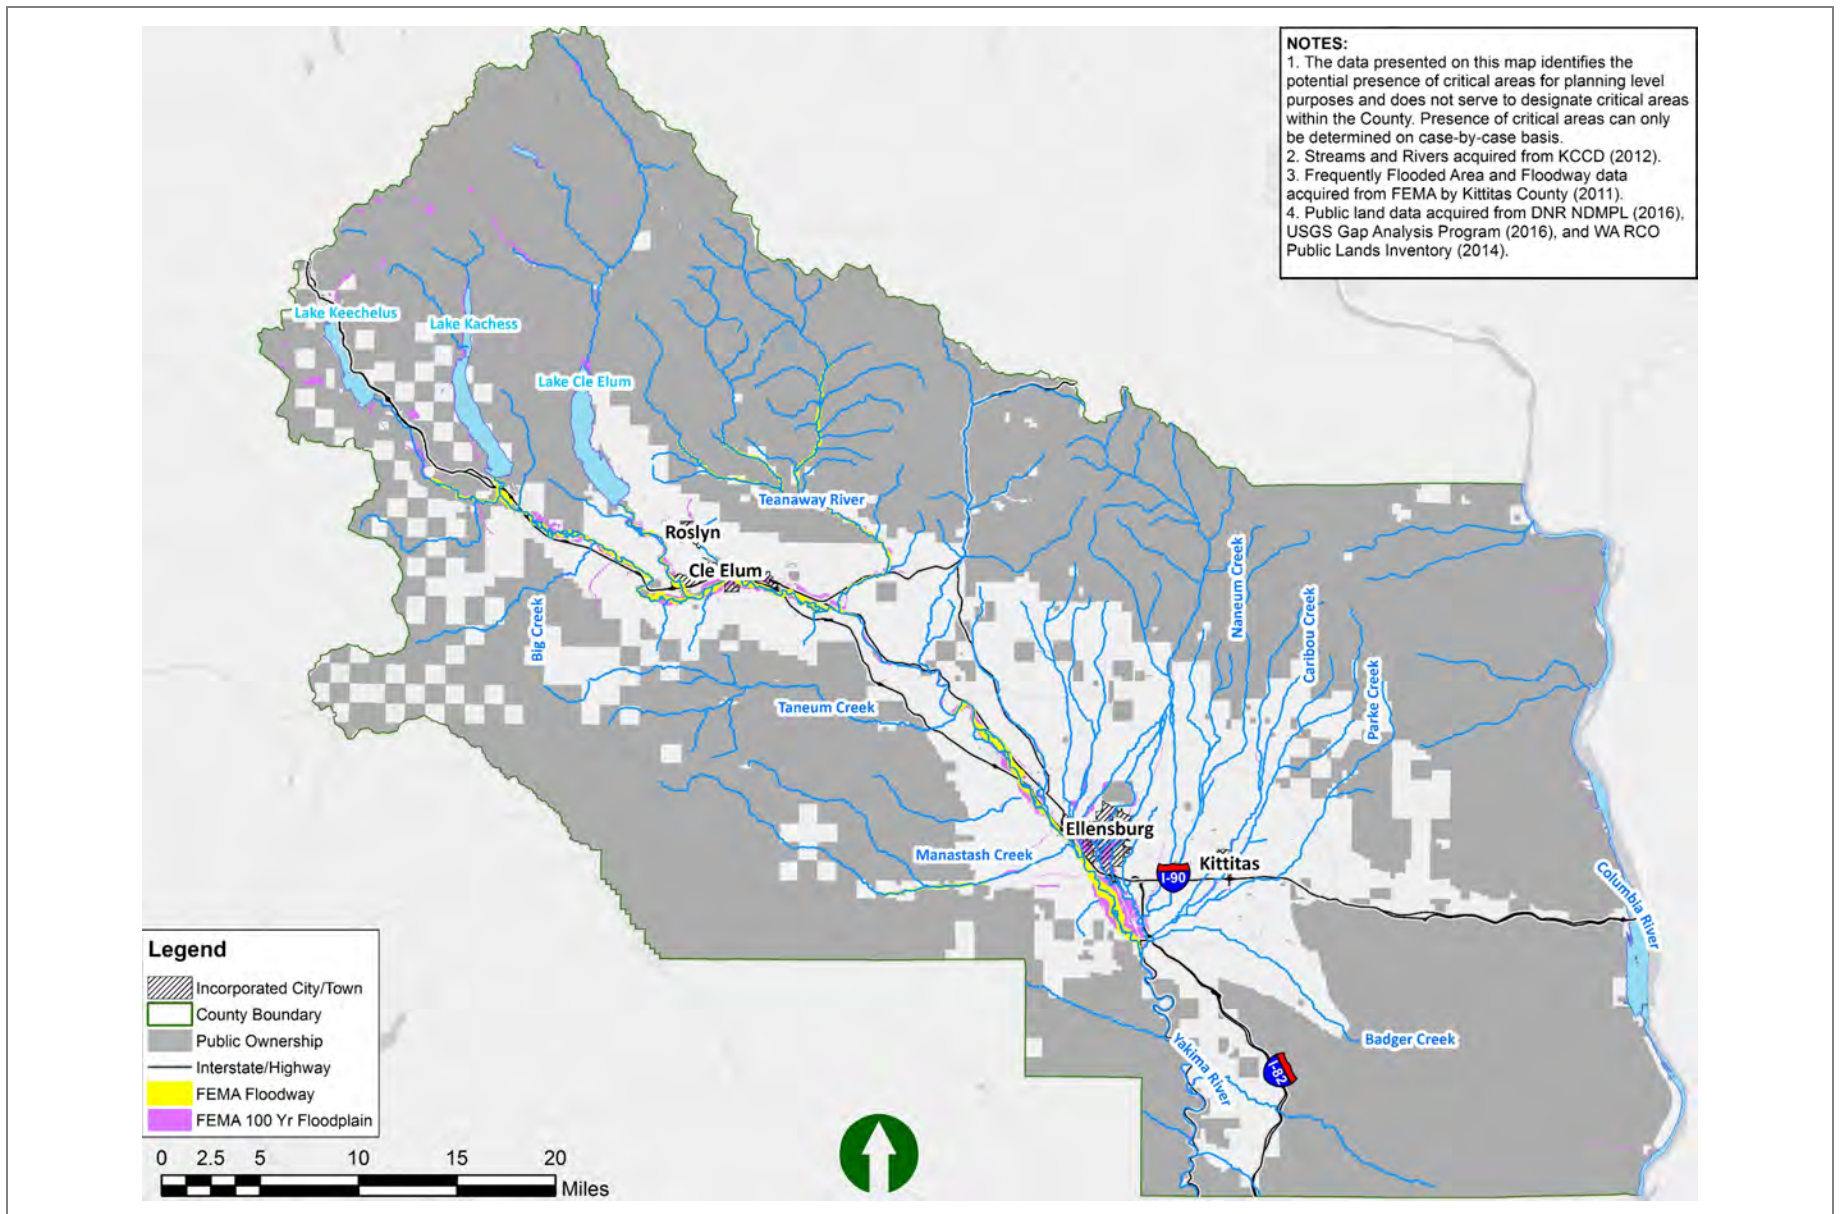 NOTES:
1. The data presented on this map identifies the
potential presence of critical areas for planning level
purposes and does not serve to designate critical areas
within the County. Presence of critical areas can only
be determined on case-by-case basis.
2. Streams and Rivers acquired from KCCD (2012).
3. Frequently Flooded Area and Floodway data
acquired from FEMA by Kittitas County (2011).
4. Public land data acquired from DNR NDMPL (2016),
USGS Gap Analysis Program (2016), and WA RCO
Public Lands Inventory (2014).
Lake Keechelus
Lake Kachess
Lake Cle Elum
Teanaway River
Roslyn
Cle Elum
Big Creek
Naneum Creek
Caribou Creek
Parke Creek
Taneum Creek
Ellensburg
Manastash Creek
Kittitas
I-90
Columbia River
Badger Creek
Yakima River
I-82
Legend
Incorporated City/Town
County Boundary
Public Ownership
Interstate/Highway
FEMA Floodway
FEMA 100 Yr Floodplain
0 2.5 5 10 15 20
Miles